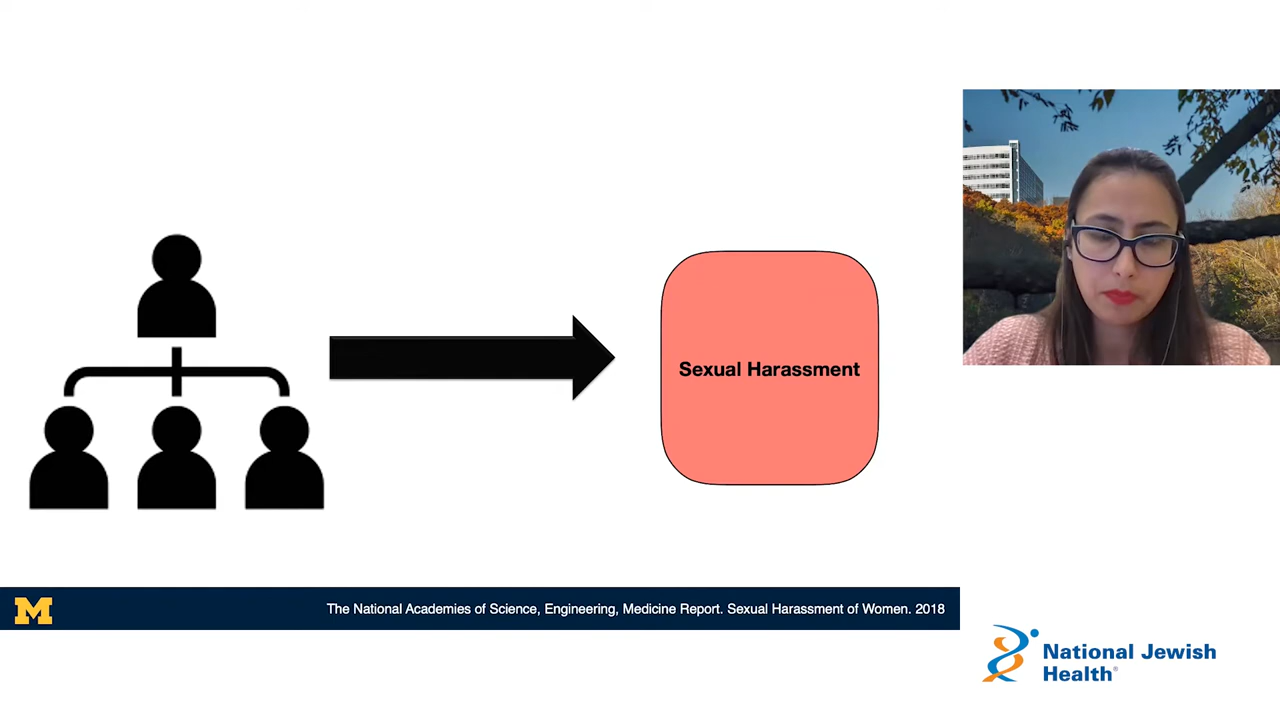 Sexual Harassment
M
The National Academies of Science, Engineering, Medicine Report. Sexual Harassment of Women. 2018
National Jewish
Health®